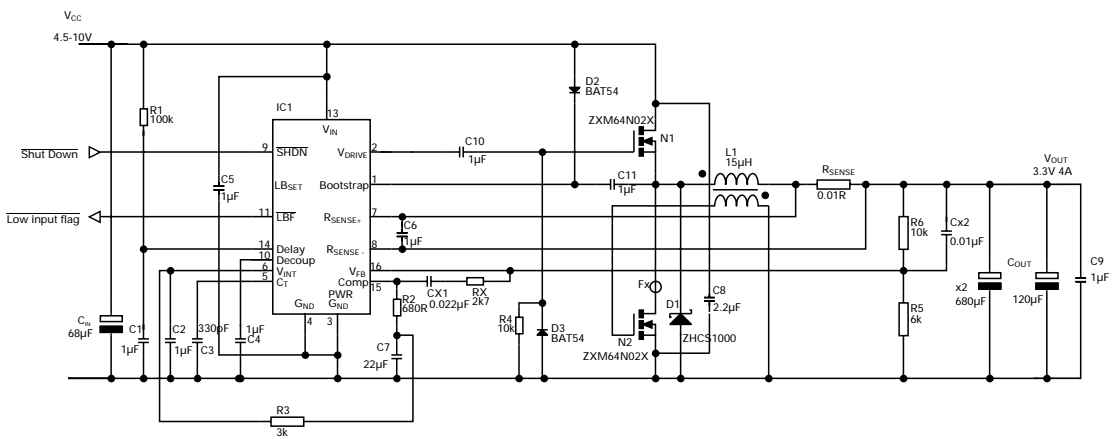 VCC
4.5-10V
D2
BAT54
R1
100k
IC1
13
VIN
ZXM64N02X
N1
Shut Down
9
SHDN
VDRIVE
2
C10
1µF
L1
15µH
C5
1µF
LBSET
Bootstrap
1
C11
1µF
RSENSE
0.01R
VOUT
3.3V 4A
Low input flag
11
LBF
RSENSE+
7
C6
1µF
R6
10k
Cx2
0.01µF
14
Delay
10
Decoup
6
VINT
5
CT
RSENSE -
8
VFB
16
Comp
15
PWR
GND
GND
4
3
R2
680R
CX1
0.022µF
RX
2k7
Fx
D1
ZHCS1000
C8
2.2µF
COUT
x2
680µF
120µF
C9
1µF
R5
6k
CIN
68µF
C1
1µF
C2
1µF
330pF
C3
1µF
C4
C7
22µF
R4
10k
D3
BAT54
N2
ZXM64N02X
R3
3k